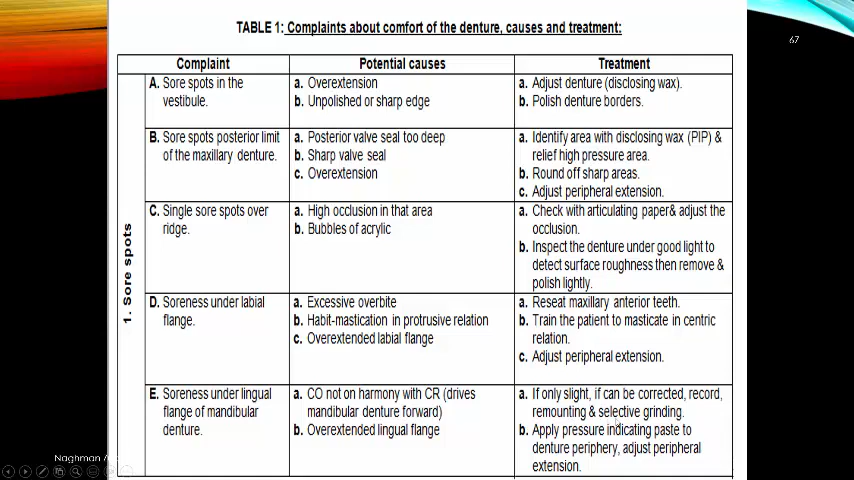 TABLE 1: Complaints about comfort of the denture, causes and treatment:
67
Complaint
Potential causes
Treatment
1. Sore spots
A. Sore spots in the
vestibule.
a. Overextension
b. Unpolished or sharp edge
a. Adjust denture (disclosing wax).
b. Polish denture borders.
B. Sore spots posterior limit
of the maxillary denture.
a. Posterior valve seal too deep
b. Sharp valve seal
c. Overextension
a. Identify area with disclosing wax (PIP) &
relief high pressure area.
b. Round off sharp areas.
c. Adjust peripheral extension.
C. Single sore spots over
ridge.
a. High occlusion in that area
b. Bubbles of acrylic
a. Check with articulating paper& adjust the
occlusion.
b. Inspect the denture under good light to
detect surface roughness then remove &
polish lightly.
D. Soreness under labial
flange.
a. Excessive overbite
b. Habit-mastication in protrusive relation
c. Overextended labial flange
a. Reseat maxillary anterior teeth.
b. Train the patient to masticate in centric
relation.
c. Adjust peripheral extension.
E. Soreness under lingual
flange of mandibular
denture.
a. CO not on harmony with CR (drives
mandibular denture forward)
b. Overextended lingual flange
a. If only slight, if can be corrected, record,
remounting & selective grinding.
b. Apply pressure indicating paste to
denture periphery, adjust peripheral
extension.
Naghman